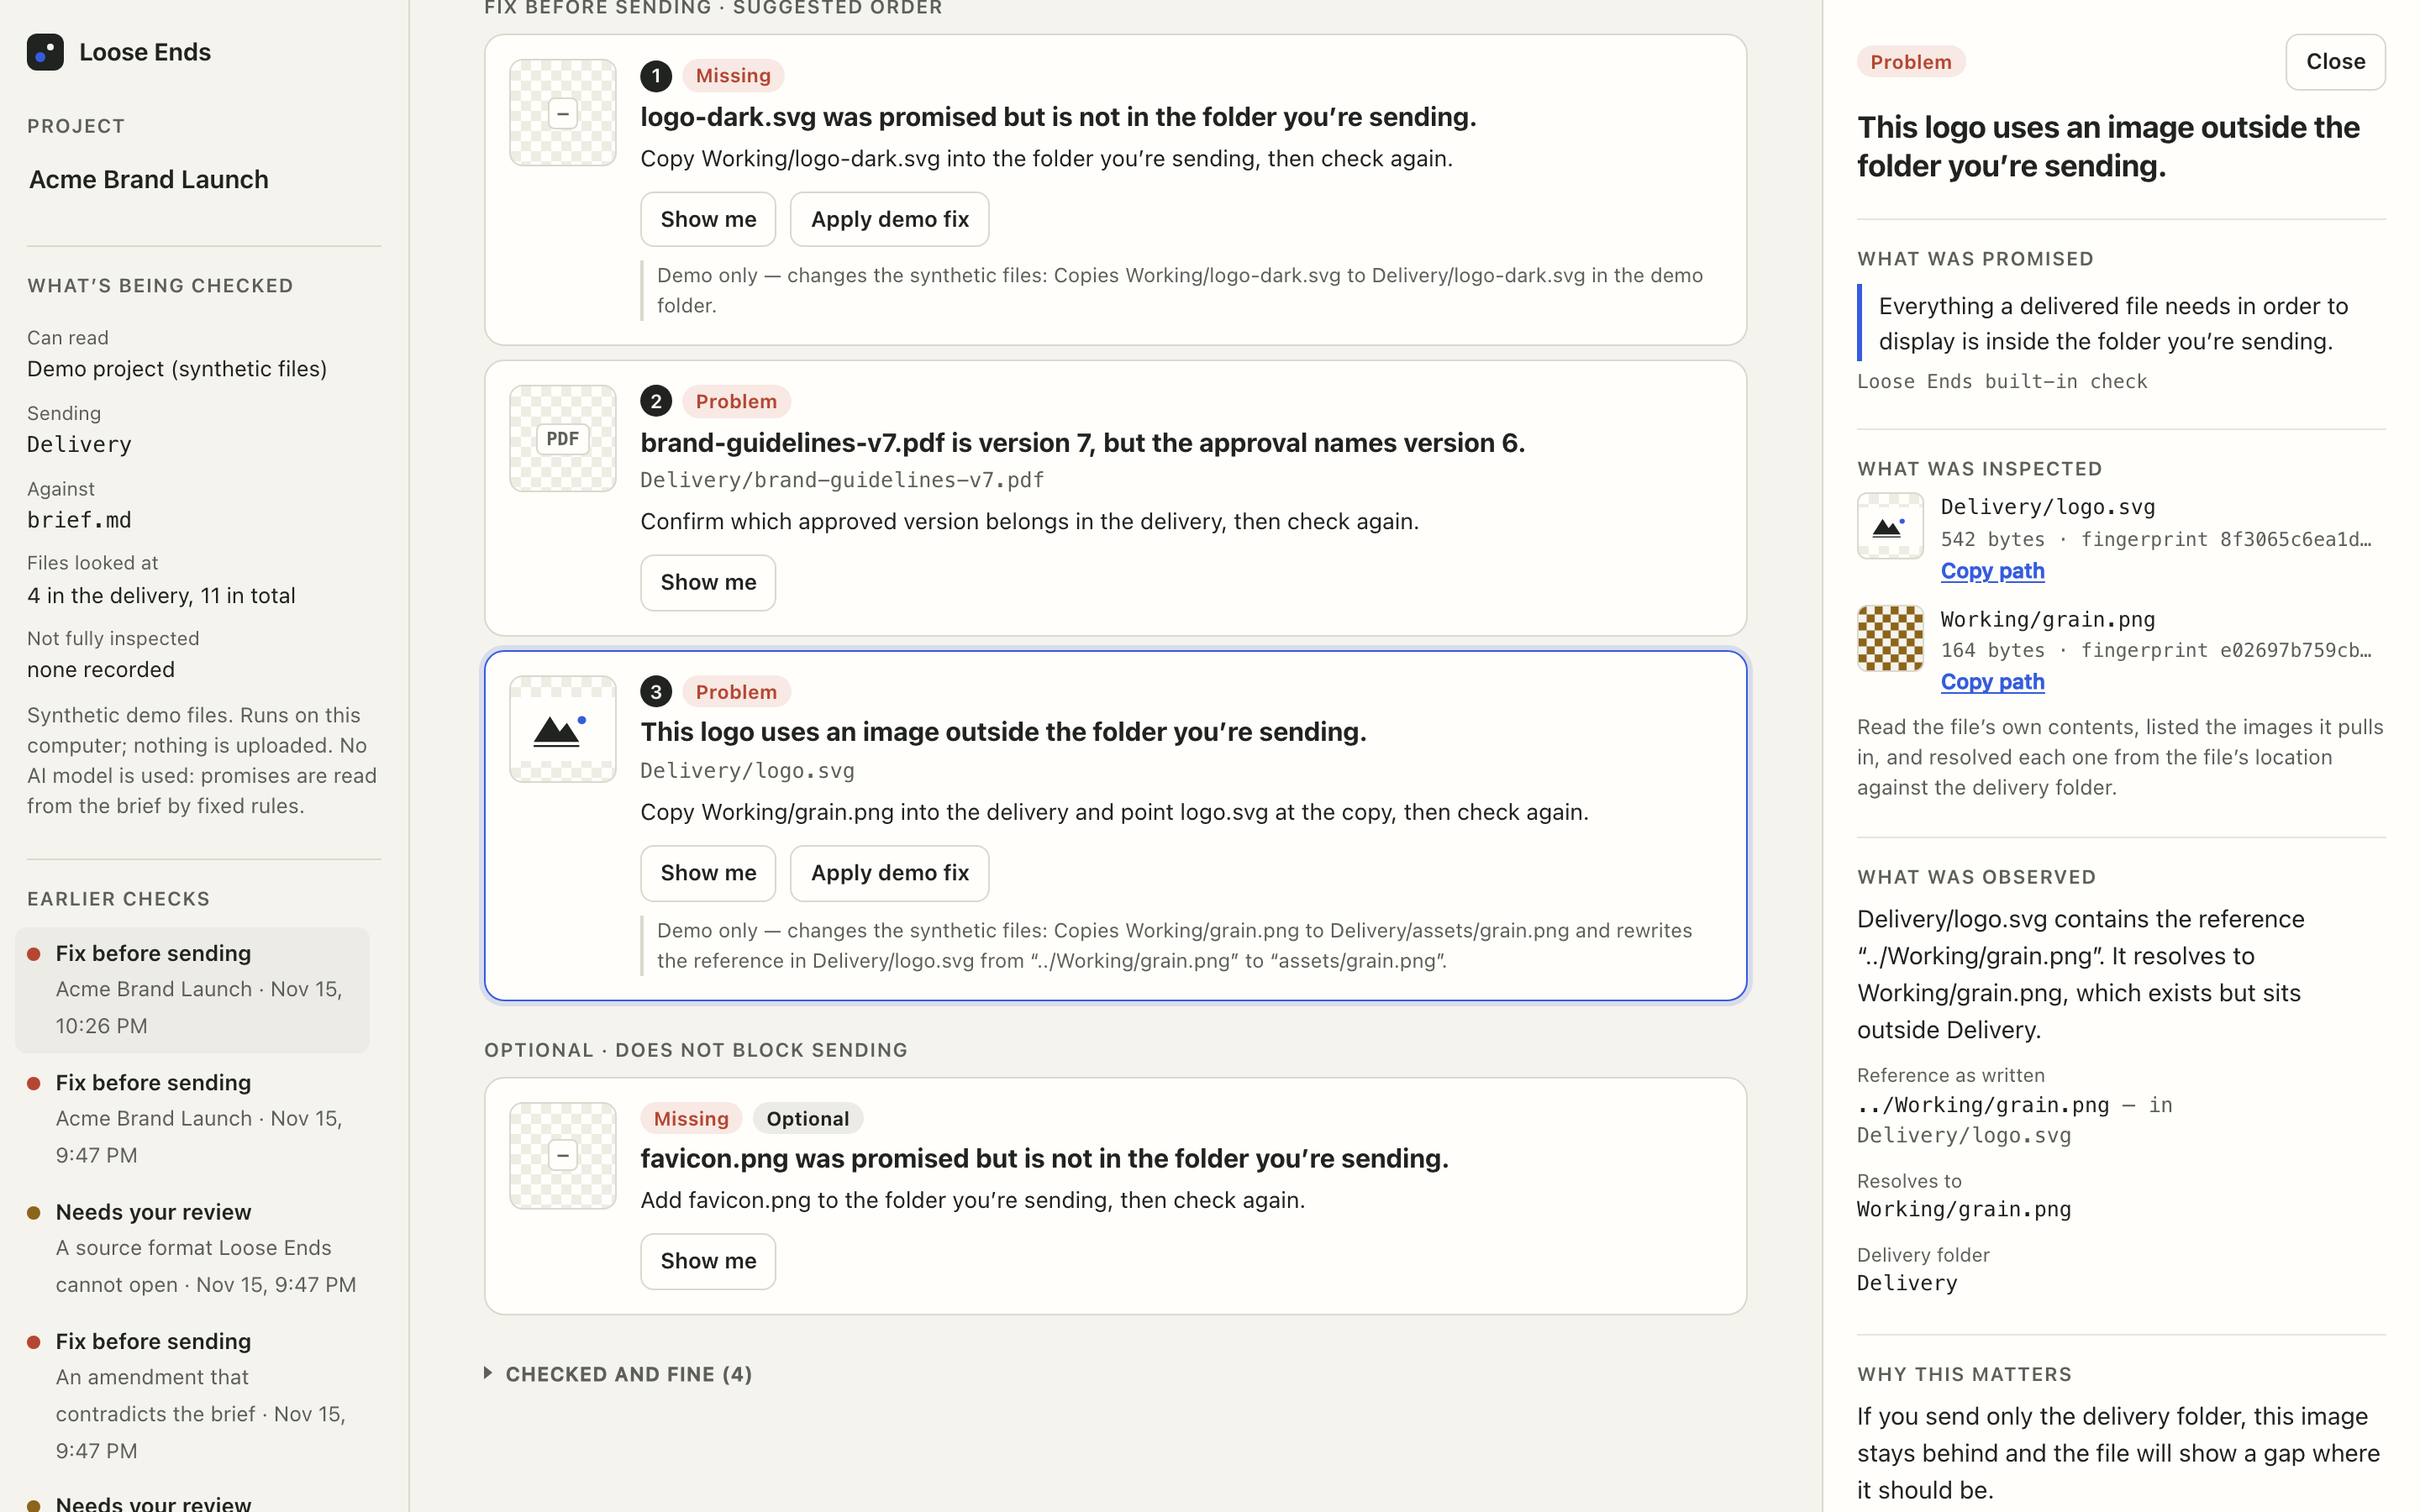 Loose Ends
PROJECT
Acme Brand Launch
WHAT’S BEING CHECKED
Can read
Demo project (synthetic files)
Sending
Delivery
Against
brief.md
Files looked at
4 in the delivery, 11 in total
Not fully inspected
none recorded
Synthetic demo files. Runs on this
computer; nothing is uploaded. No
AI model is used: promises are read
from the brief by fixed rules.
EARLIER CHECKS
Fix before sending
Acme Brand Launch · Nov 15,
10:26 PM
Fix before sending
Acme Brand Launch · Nov 15,
9:47 PM
Needs your review
A source format Loose Ends
cannot open · Nov 15, 9:47 PM
Fix before sending
An amendment that
contradicts the brief · Nov 15,
9:47 PM
Needs your review
FIX BEFORE SENDING · SUGGESTED ORDER
–
1 Missing
logo-dark.svg was promised but is not in the folder you’re sending.
Copy Working/logo-dark.svg into the folder you’re sending, then check again.
Show me Apply demo fix
Demo only — changes the synthetic files: Copies Working/logo-dark.svg to Delivery/logo-dark.svg in the demo
folder.
PDF
2 Problem
brand-guidelines-v7.pdf is version 7, but the approval names version 6.
Delivery/brand-guidelines-v7.pdf
Confirm which approved version belongs in the delivery, then check again.
Show me
3 Problem
This logo uses an image outside the folder you’re sending.
Delivery/logo.svg
Copy Working/grain.png into the delivery and point logo.svg at the copy, then check again.
Show me Apply demo fix
Demo only — changes the synthetic files: Copies Working/grain.png to Delivery/assets/grain.png and rewrites
the reference in Delivery/logo.svg from “../Working/grain.png” to “assets/grain.png”.
OPTIONAL · DOES NOT BLOCK SENDING
–
Missing Optional
favicon.png was promised but is not in the folder you’re sending.
Add favicon.png to the folder you’re sending, then check again.
Show me
CHECKED AND FINE (4)
Problem Close
This logo uses an image outside the
folder you’re sending.
WHAT WAS PROMISED
Everything a delivered file needs in order to
display is inside the folder you’re sending.
Loose Ends built-in check
WHAT WAS INSPECTED
Delivery/logo.svg
542 bytes · fingerprint 8f3065c6ea1d…
Copy path
Working/grain.png
164 bytes · fingerprint e02697b759cb…
Copy path
Read the file’s own contents, listed the images it pulls
in, and resolved each one from the file’s location
against the delivery folder.
WHAT WAS OBSERVED
Delivery/logo.svg contains the reference
“../Working/grain.png”. It resolves to
Working/grain.png, which exists but sits
outside Delivery.
Reference as written
../Working/grain.png — in
Delivery/logo.svg
Resolves to
Working/grain.png
Delivery folder
Delivery
WHY THIS MATTERS
If you send only the delivery folder, this image
stays behind and the file will show a gap where
it should be.